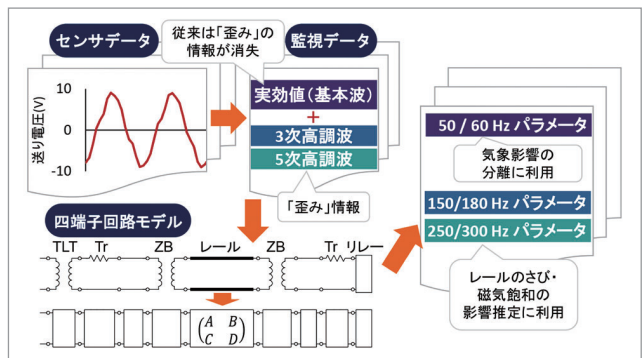 センサデータ
従来は「歪み」の
情報が消失
監視データ
送り電圧(V)
10
0
-10
実効値(基本波)
+
3次高調波
5次高調波
「歪み」情報
50 / 60 Hz パラメータ
気象影響の
分離に利用
150/180 Hz パラメータ
250/300 Hz パラメータ
レールのさび・
磁気飽和の
影響推定に利用
四端子回路モデル
TLT Tr ZB レール ZB Tr リレー
A B
C D